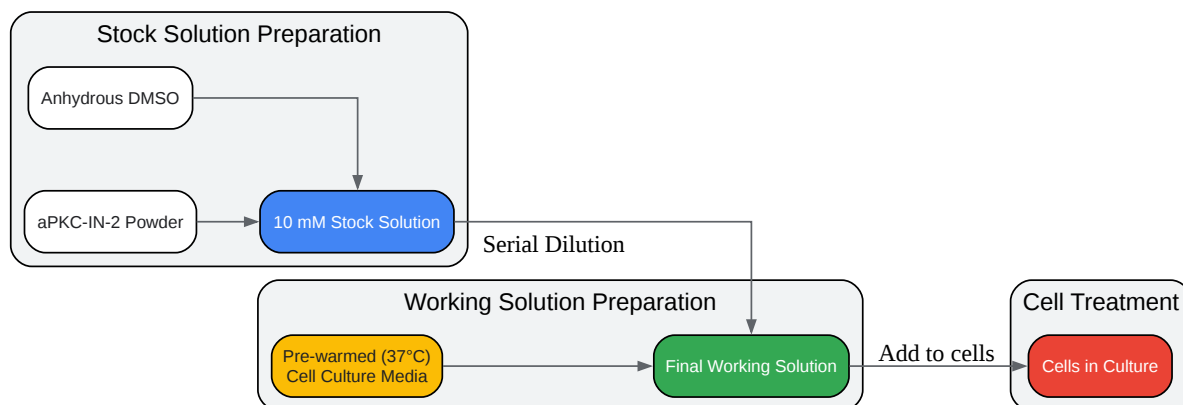 Stock Solution Preparation
Anhydrous DMSO
aPKC-IN-2 Powder
10 mM Stock Solution
Serial Dilution
Working Solution Preparation
Pre-warmed (37°C)
Cell Culture Media
Final Working Solution
Add to cells
Cell Treatment
Cells in Culture